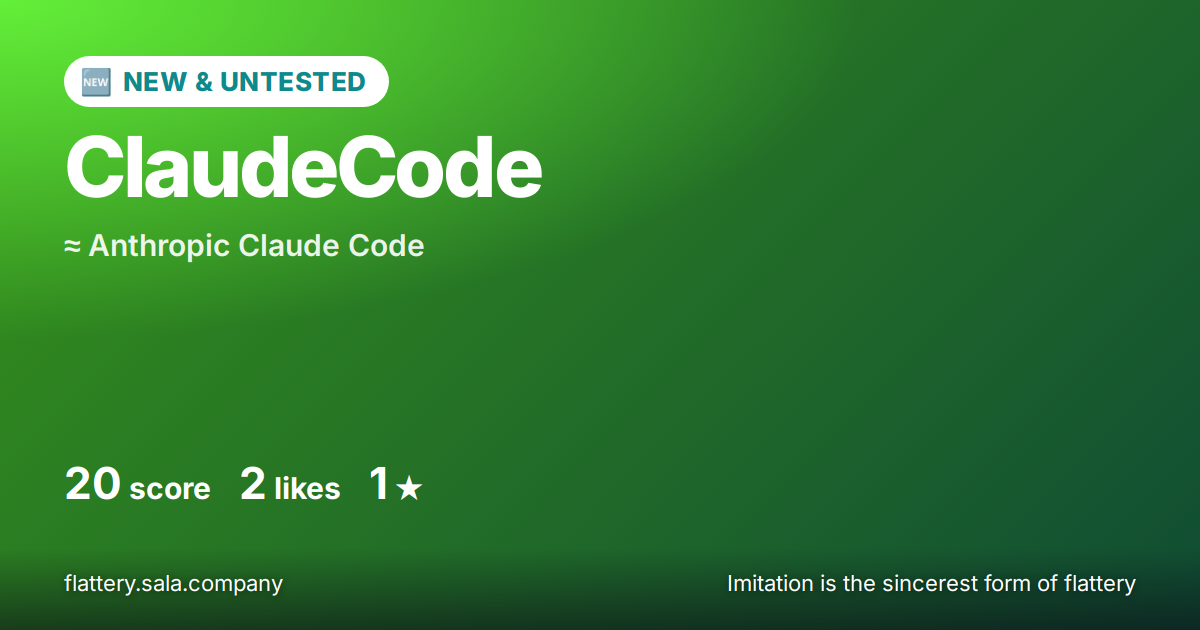 🆕 NEW & UNTESTED
ClaudeCode
≈ Anthropic Claude Code
20 score 2 likes 1 ★
flattery.sala.company
Imitation is the sincerest form of flattery